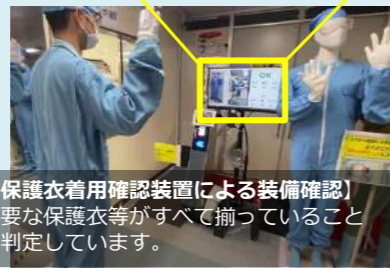 OK
保護衣着用確認装置による装備確認】
要な保護衣等がすべて揃っていること
判定しています。